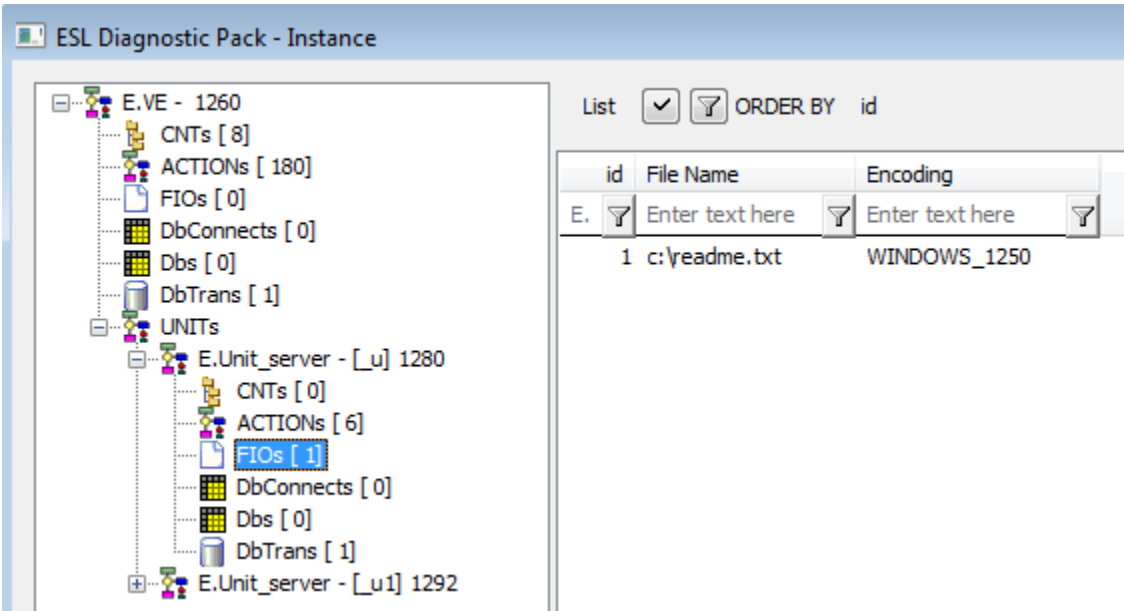 ESL Diagnostic Pack - Instance
E.VE - 1260
CNTs [ 8]
ACTIONs [ 180]
FIOs [ 0]
DbConnects [ 0]
Dbs [ 0]
DbTrans [ 1]
UNITs
E.Unit_server - [_u] 1280
CNTs [ 0]
ACTIONs [ 6]
FIOs [ 1]
DbConnects [ 0]
Dbs [ 0]
DbTrans [ 1]
E.Unit_server - [_u1] 1292
List ORDER BY id
id File Name Encoding
E. Enter text here Enter text here
1 c:\readme.txt WINDOWS_1250